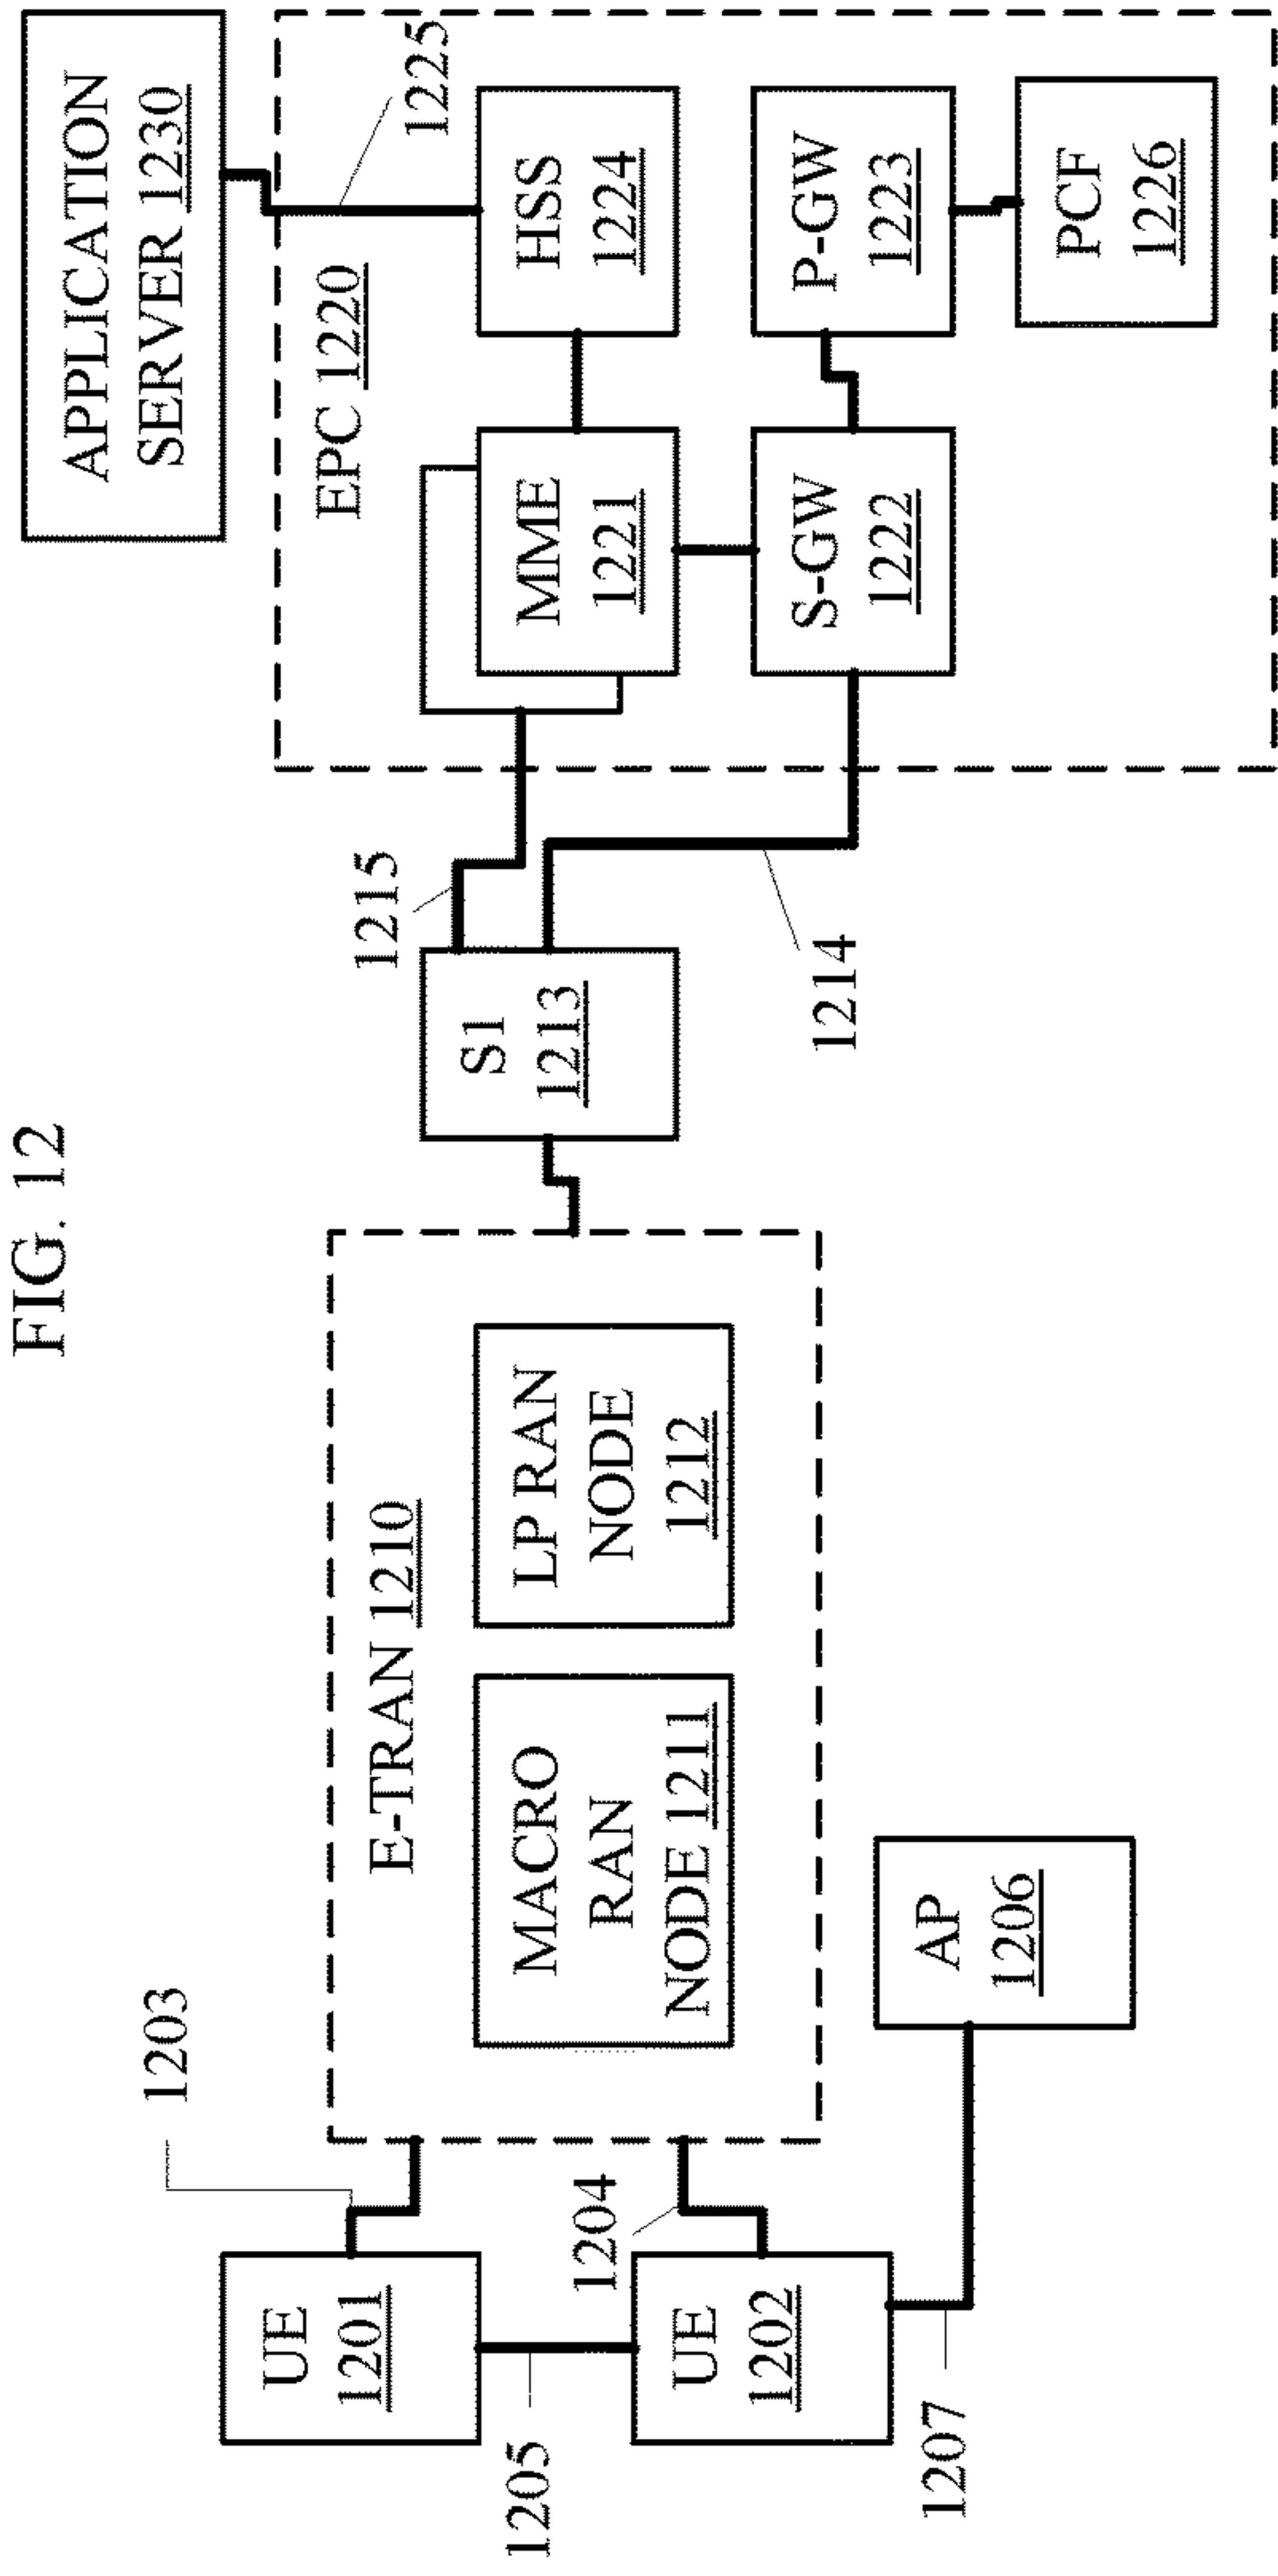 FIG. 12
UE
1201
1203
1205
UE
1202
1204
1207
AP
1206
E-TRAN 1210
MACRO
RAN
NODE 1211
LP RAN
NODE
1212
S1
1213
1215
1214
EPC 1220
MME
1221
HSS
1224
S-GW
1222
P-GW
1223
PCF
1226
1225
APPLICATION
SERVER 1230